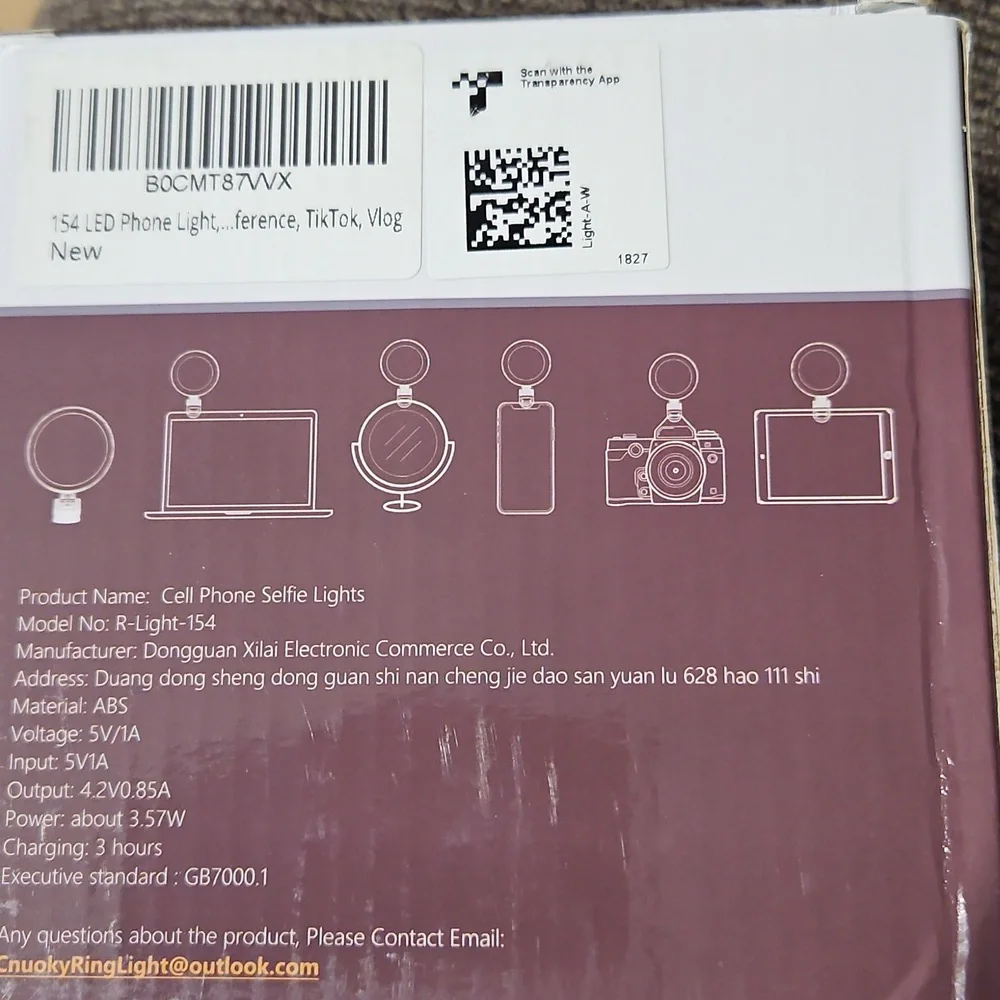 B0CMT87VVX
154 LED Phone Light,...ference, TikTok, Vlog
New
Scan with the
Transparency App
Light-A-W
1827
Product Name: Cell Phone Selfie Lights
Model No: R-Light-154
Manufacturer: Dongguan Xilai Electronic Commerce Co., Ltd.
Address: Duang dong sheng dong guan shi nan cheng jie dao san yuan lu 628 hao 111 shi
Material: ABS
Voltage: 5V/1A
Input: 5V1A
Output: 4.2V0.85A
Power: about 3.57W
Charging: 3 hours
Executive standard : GB7000.1
Any questions about the product, Please Contact Email:
CnuokyRingLight@outlook.com